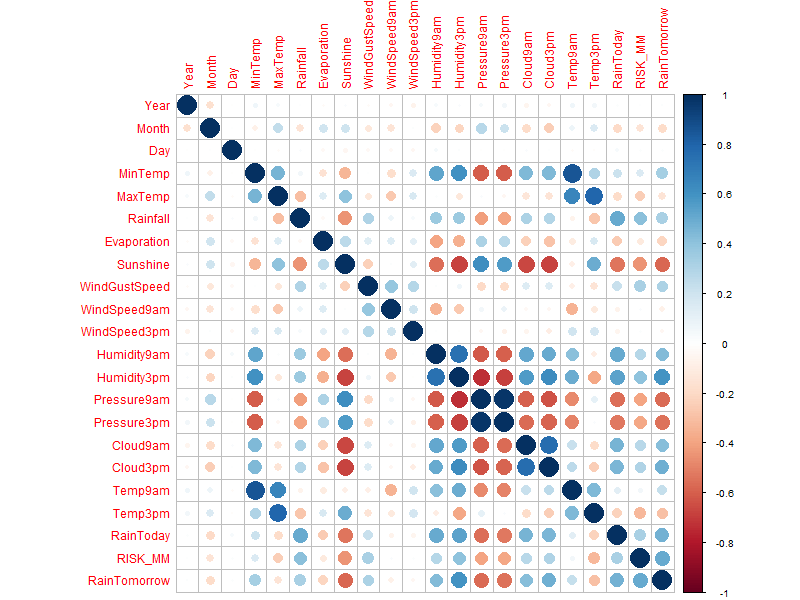 Year
Month
Day
MinTemp
MaxTemp
Rainfall
Evaporation
Sunshine
WindGustSpeed
WindSpeed9am
WindSpeed3pm
Humidity9am
Humidity3pm
Pressure9am
Pressure3pm
Cloud9am
Cloud3pm
Temp9am
Temp3pm
RainToday
RISK_MM
RainTomorrow
Year
Month
Day
MinTemp
MaxTemp
Rainfall
Evaporation
Sunshine
WindGustSpeed
WindSpeed9am
WindSpeed3pm
Humidity9am
Humidity3pm
Pressure9am
Pressure3pm
Cloud9am
Cloud3pm
Temp9am
Temp3pm
RainToday
RISK_MM
RainTomorrow
1
0.8
0.6
0.4
0.2
0
-0.2
-0.4
-0.6
-0.8
-1